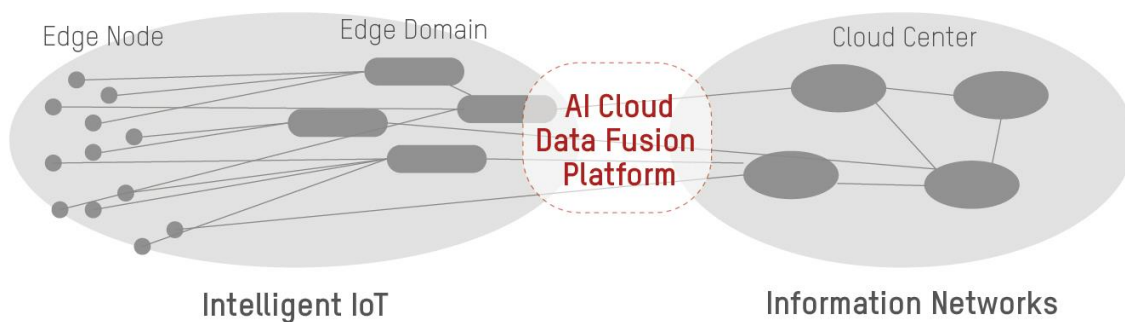 Edge Node
Edge Domain
Cloud Center
AI Cloud
Data Fusion
Platform
Intelligent IoT
Information Networks